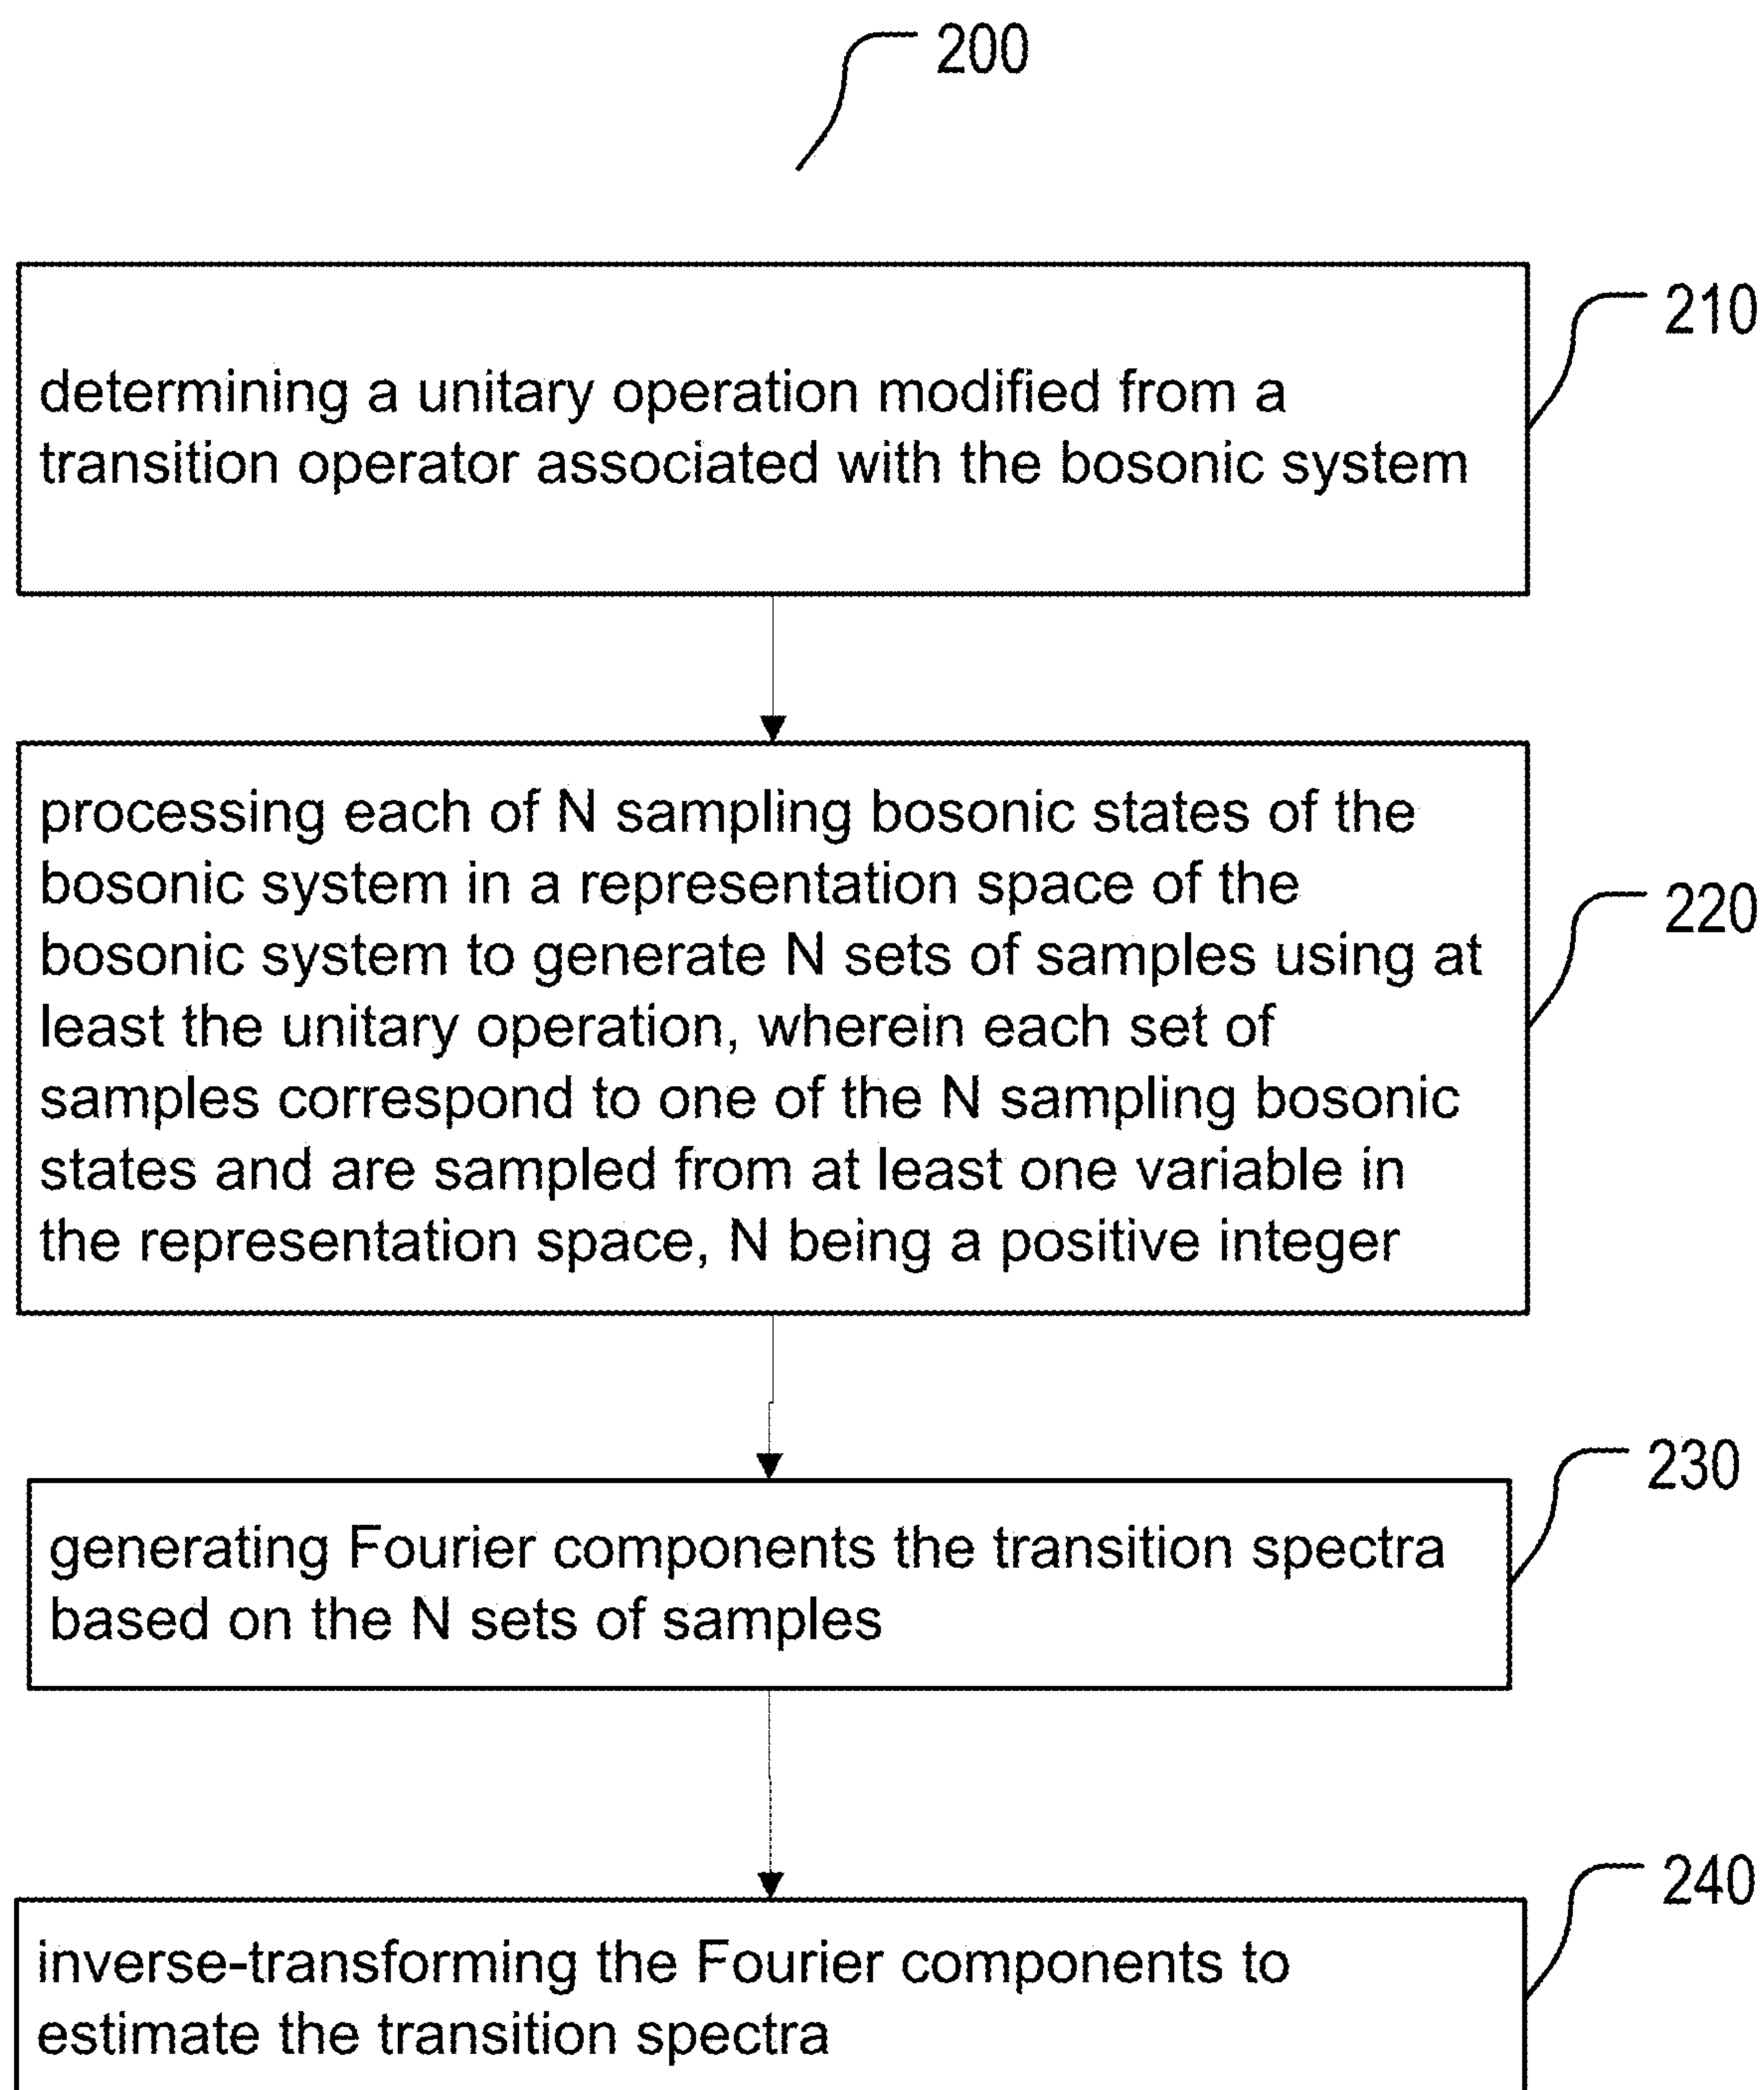 200
210
determining a unitary operation modified from a
transition operator associated with the bosonic system
processing each of N sampling bosonic states of the
bosonic system in a representation space of the
bosonic system to generate N sets of samples using at
least the unitary operation, wherein each set of
samples correspond to one of the N sampling bosonic
states and are sampled from at least one variable in
the representation space, N being a positive integer
220
230
generating Fourier components the transition spectra
based on the N sets of samples
240
inverse-transforming the Fourier components to
estimate the transition spectra